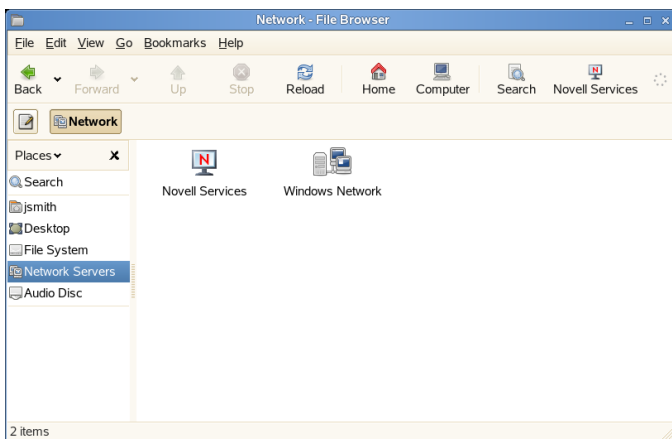 Network - File Browser
File Edit View Go Bookmarks Help
Back Forward Up Stop Reload Home Computer Search Novell Services
Network
Places
Search
jsmith
Desktop
File System
Network Servers
Audio Disc
N
Novell Services
Windows Network
2 items